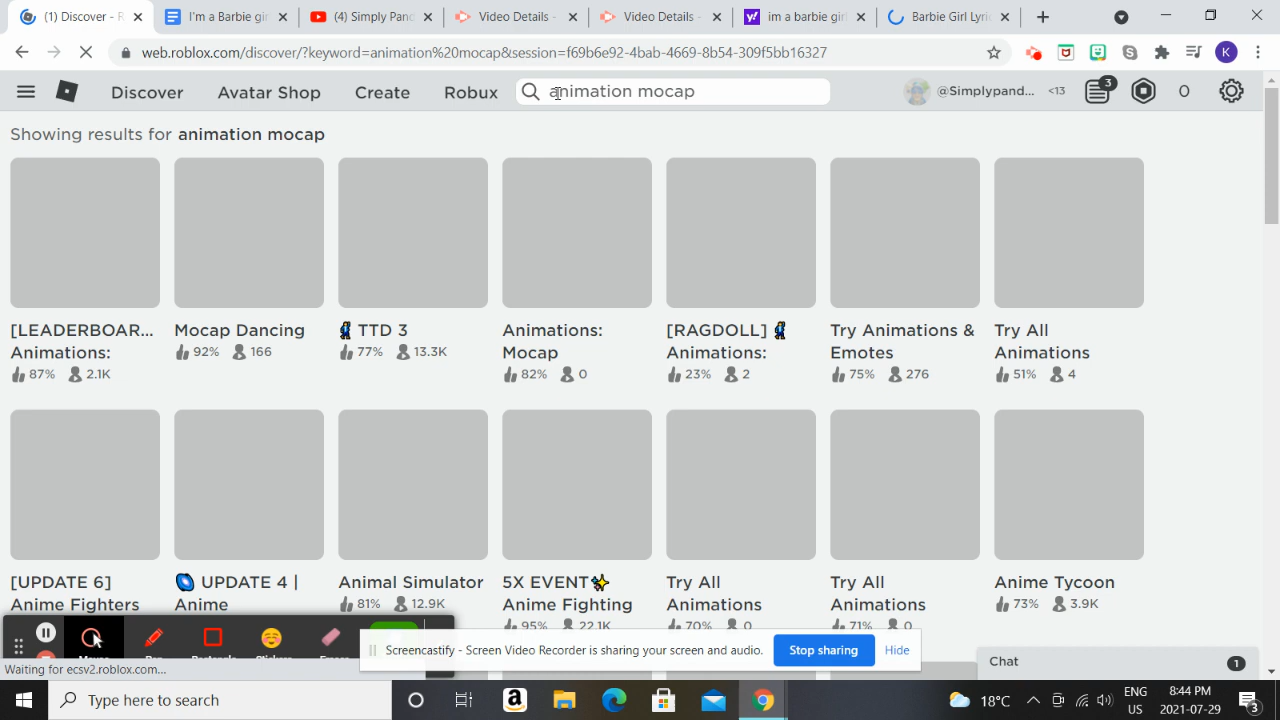 (1) Discover - R
I'm a Barbie gir
(4) Simply Pand
Video Details -
Video Details -
im a barbie girl
Barbie Girl Lyri
web.roblox.com/discover/?keyword=animation%20mocap&session=f69b6e92-4bab-4669-8b54-309f5bb16327
K
Discover
Avatar Shop
Create
Robux
animation mocap
@Simplypand...
<13
3
0
Showing results for animation mocap
[LEADERBOAR...
Animations:
87% 2.1K
Mocap Dancing
92% 166
TTD 3
77% 13.3K
Animations:
Mocap
82% 0
[RAGDOLL]
Animations:
23% 2
Try Animations &
Emotes
75% 276
Try All
Animations
51% 4
[UPDATE 6]
Anime Fighters
UPDATE 4 |
Anime
Animal Simulator
81% 12.9K
5X EVENT
Anime Fighting
95% 22.1K
Try All
Animations
70% 0
Try All
Animations
71% 0
Anime Tycoon
73% 3.9K
Screencastify - Screen Video Recorder is sharing your screen and audio.
Stop sharing
Hide
Chat
1
Waiting for ecsv2.roblox.com...
Type here to search
18°C
ENG
US
8:44 PM
2021-07-29
3